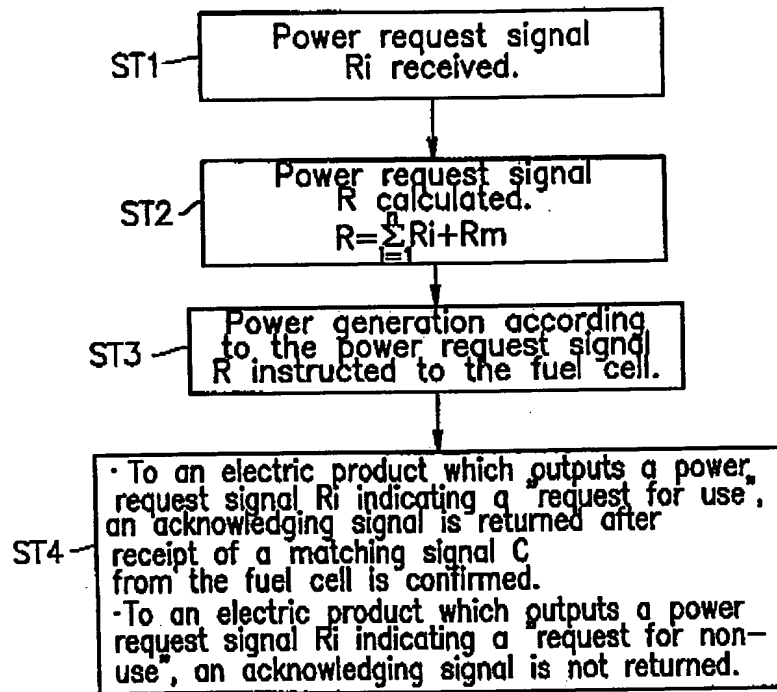 ST1
Power request signal
Ri received.
ST2
Power request signal
R calculated.
R=∑Ri+Rm
n
i=1
ST3
Power generation according
to the power request signal
R instructed to the fuel cell.
ST4
· To an electric product which outputs a power
request signal Ri indicating a "request for use",
an acknowledging signal is returned after
receipt of a matching signal C
from the fuel cell is confirmed.
·To an electric product which outputs a power
request signal Ri indicating a "request for non-
use", an acknowledging signal is not returned.